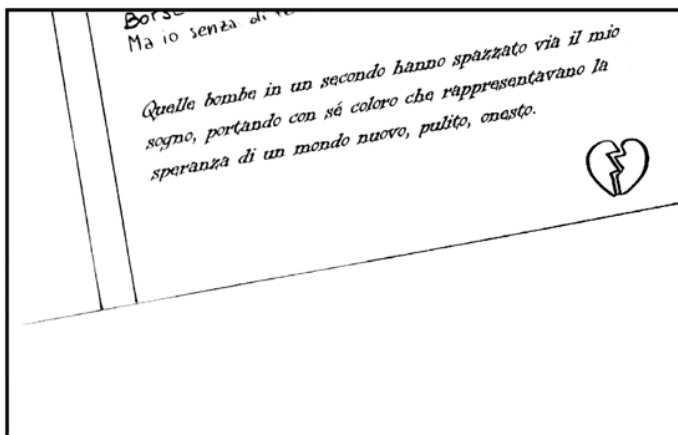 Ma io senza di
Quelle bombe in un secondo hanno spazzato via il mio
sogno, portando con sé coloro che rappresentavano la
speranza di un mondo nuovo, pulito, onesto.